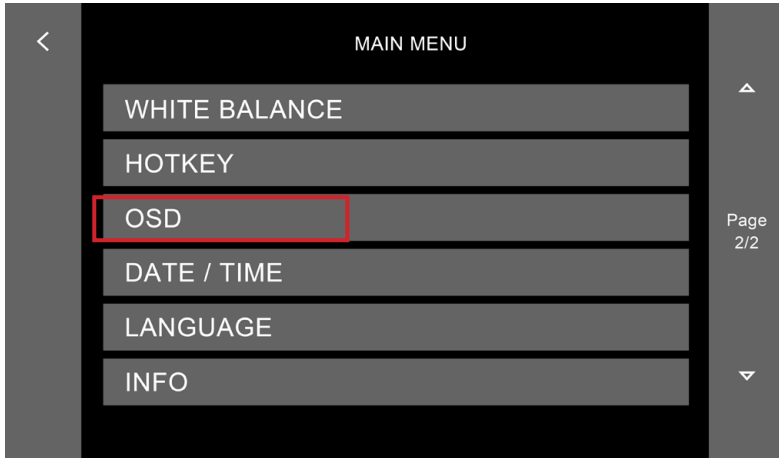 MAIN MENU
WHITE BALANCE
HOTKEY
OSD
DATE / TIME
LANGUAGE
INFO
Page
2/2